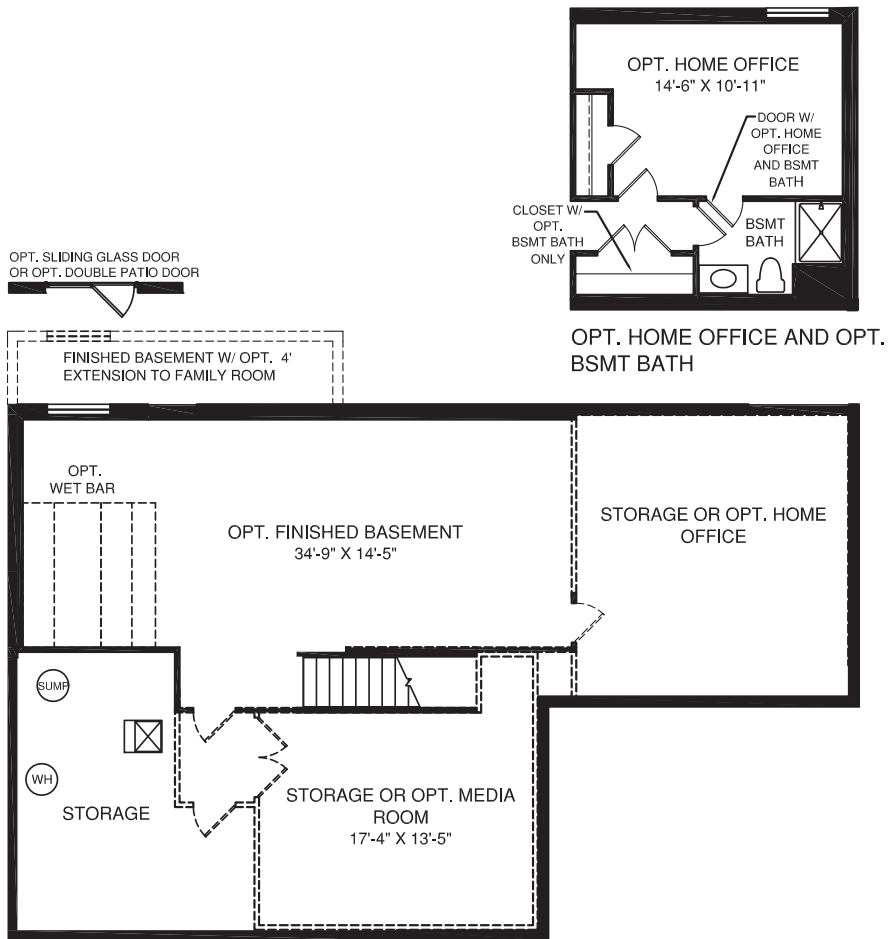 OPT. HOME OFFICE
14'-6" X 10'-11"
DOOR W/
OPT. HOME
OFFICE
AND BSMT
BATH
CLOSET W/
OPT.
BSMT BATH
ONLY
BSMT
BATH
OPT. SLIDING GLASS DOOR
OR OPT. DOUBLE PATIO DOOR
OPT. HOME OFFICE AND OPT.
BSMT BATH
FINISHED BASEMENT W/ OPT. 4'
EXTENSION TO FAMILY ROOM
OPT.
WET BAR
OPT. FINISHED BASEMENT
34'-9" X 14'-5"
STORAGE OR OPT. HOME
OFFICE
SUMP
WH
STORAGE
STORAGE OR OPT. MEDIA
ROOM
17'-4" X 13'-5"